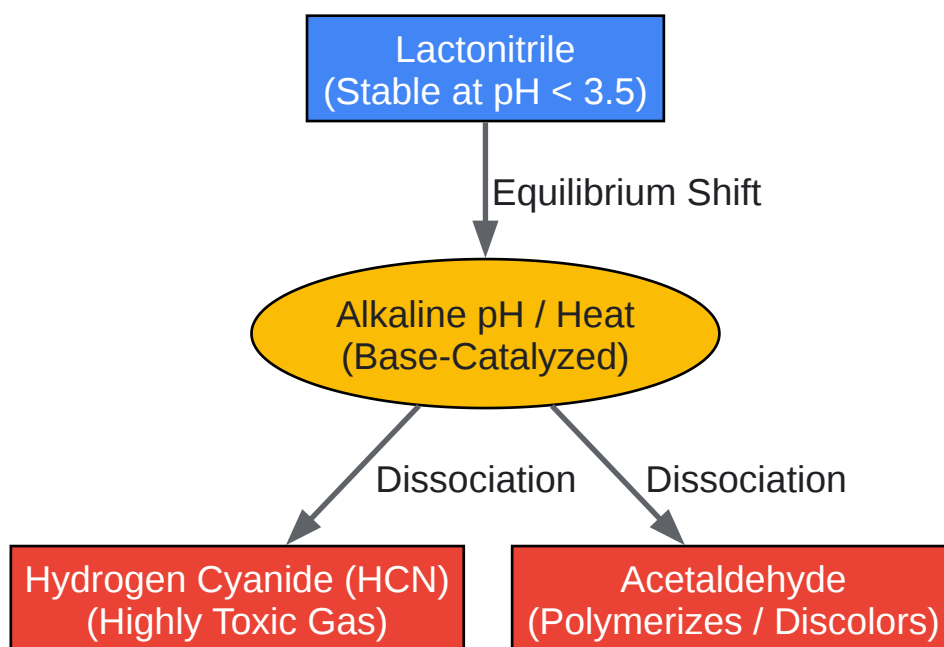 Lactonitrile
(Stable at pH < 3.5)
Equilibrium Shift
Alkaline pH / Heat
(Base-Catalyzed)
Dissociation
Dissociation
Hydrogen Cyanide (HCN)
(Highly Toxic Gas)
Acetaldehyde
(Polymerizes / Discolors)